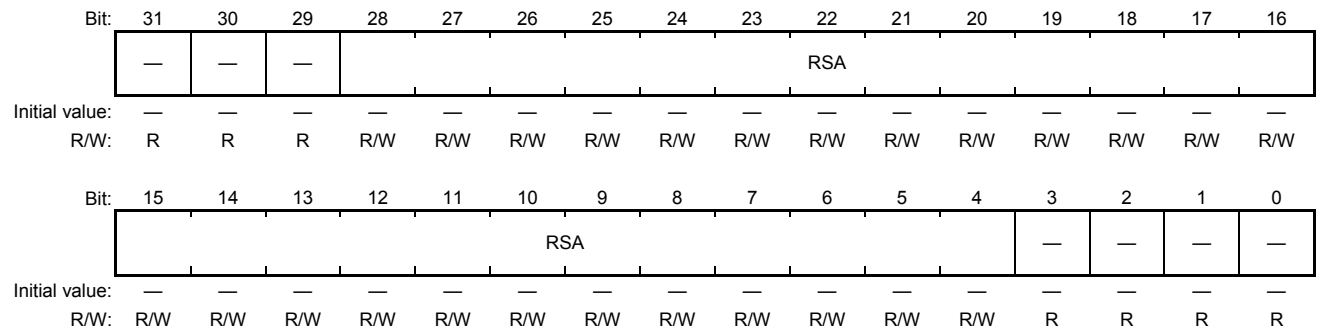 Bit: 31 30 29 28 27 26 25 24 23 22 21 20 19 18 17 16
— — — RSA
Initial value: — — — — — — — — — — — — — — — —
R/W: R R R R/W R/W R/W R/W R/W R/W R/W R/W R/W R/W R/W R/W R/W
Bit: 15 14 13 12 11 10 9 8 7 6 5 4 3 2 1 0
RSA — — — —
Initial value: — — — — — — — — — — — — — — — —
R/W: R/W R/W R/W R/W R/W R/W R/W R/W R/W R/W R/W R/W R R R R